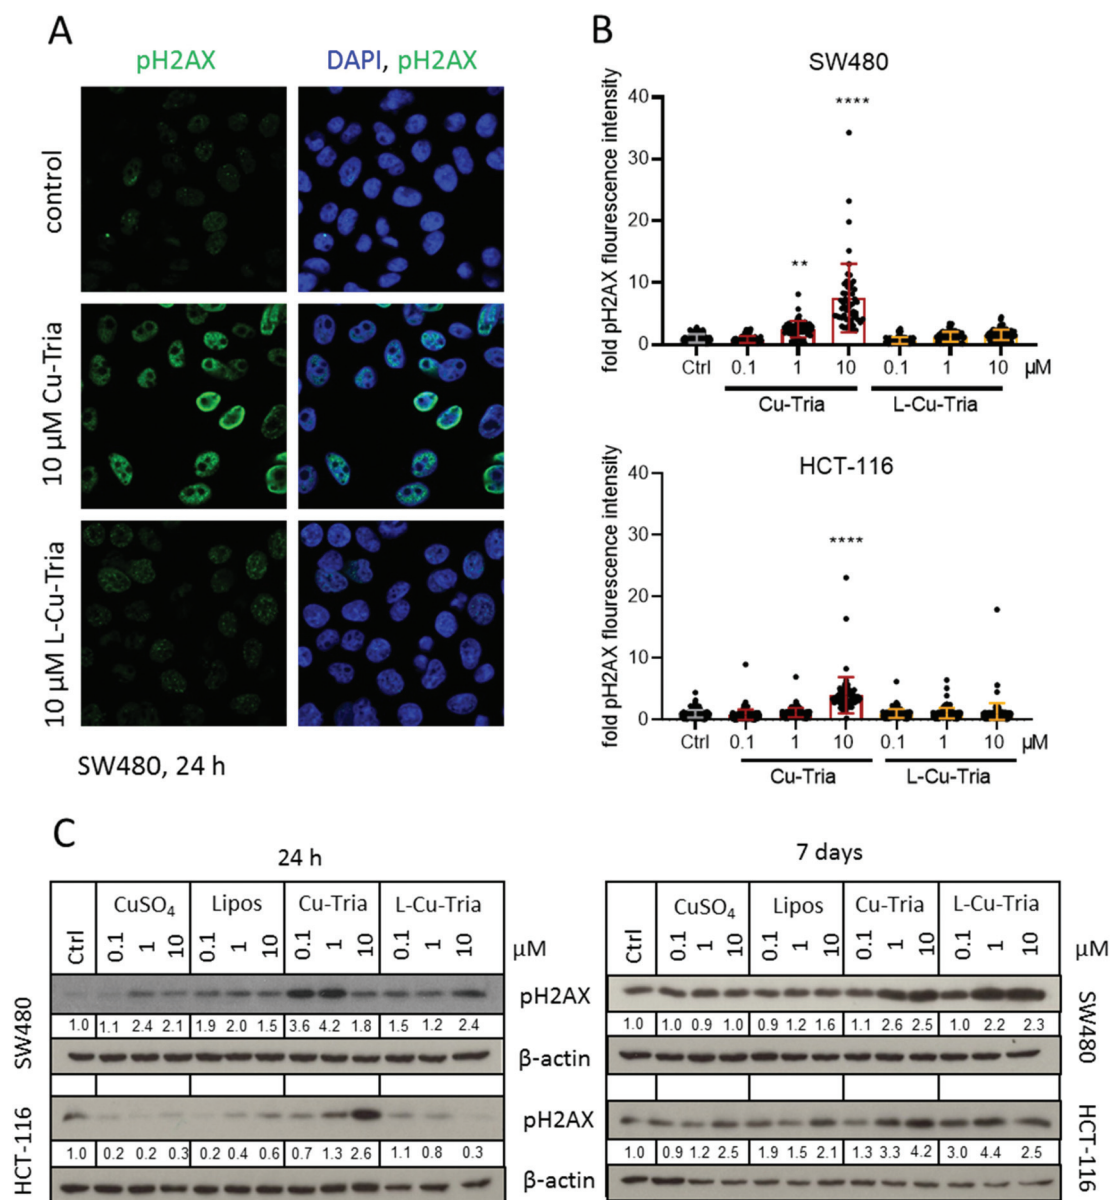 A
pH2AX
DAPI, pH2AX
control
10 µM Cu-Tria
10 µM L-Cu-Tria
SW480, 24 h
B
SW480
fold pH2AX flourescence intensity
40
30
20
10
0
**
****
Ctrl 0.1 1 10 0.1 1 10 µM
Cu-Tria L-Cu-Tria
HCT-116
fold pH2AX flourescence intensity
40
30
20
10
0
****
Ctrl 0.1 1 10 0.1 1 10 µM
Cu-Tria L-Cu-Tria
C
24 h
Ctrl CuSO4 Lipos Cu-Tria L-Cu-Tria
0.1 1 10 0.1 1 10 0.1 1 10 0.1 1 10 µM
SW480
pH2AX
1.0 1.1 2.4 2.1 1.9 2.0 1.5 3.6 4.2 1.8 1.5 1.2 2.4
β-actin
HCT-116
pH2AX
1.0 0.2 0.2 0.3 0.2 0.4 0.6 0.7 1.3 2.6 1.1 0.8 0.3
β-actin
7 days
Ctrl CuSO4 Lipos Cu-Tria L-Cu-Tria
0.1 1 10 0.1 1 10 0.1 1 10 0.1 1 10 µM
SW480
1.0 1.0 0.9 1.0 0.9 1.2 1.6 1.1 2.6 2.5 1.0 2.2 2.3
HCT-116
1.0 0.9 1.2 2.5 1.9 1.5 2.1 1.3 3.3 4.2 3.0 4.4 2.5